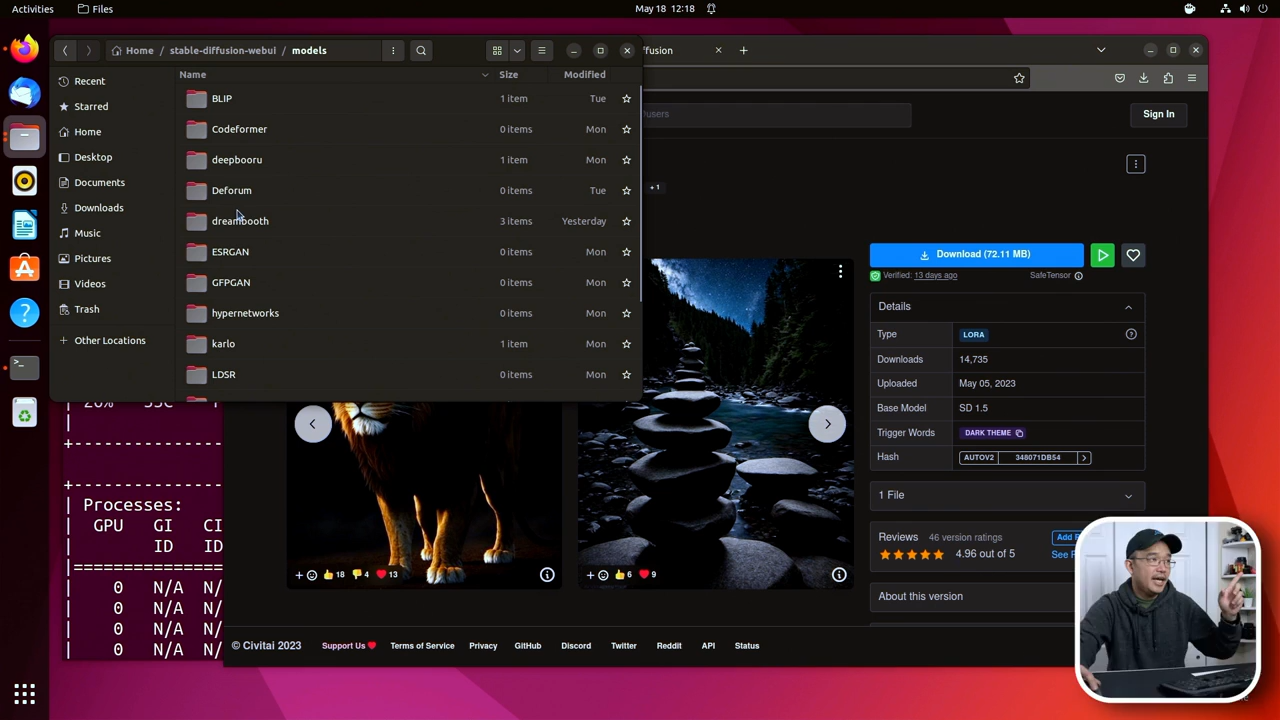 Activities
Files
May 18 12:18
Home / stable-diffusion-webui / models
Name
Size
Modified
Recent
Starred
Home
Desktop
Documents
Downloads
Music
Pictures
Videos
Trash
Other Locations
BLIP
1 item
Tue
Codeformer
0 items
Mon
deepbooru
1 item
Mon
Deforum
0 items
Tue
dreambooth
3 items
Yesterday
ESRGAN
0 items
Mon
GFPGAN
0 items
Mon
hypernetworks
0 items
Mon
karlo
1 item
Mon
LDSR
0 items
Mon
Sign In
+1
Download (72.11 MB)
Verified: 13 days ago
SafeTensor
Details
Type
LORA
Downloads
14,735
Uploaded
May 05, 2023
Base Model
SD 1.5
Trigger Words
DARK THEME
Hash
AUTOV2
348071DB54
1 File
Reviews
46 version ratings
4.96 out of 5
About this version
18
4
13
6
9
Processes:
GPU GI
ID
0 N/A
0 N/A
0 N/A
0 N/A
© Civitai 2023
Support Us
Terms of Service
Privacy
GitHub
Discord
Twitter
Reddit
API
Status